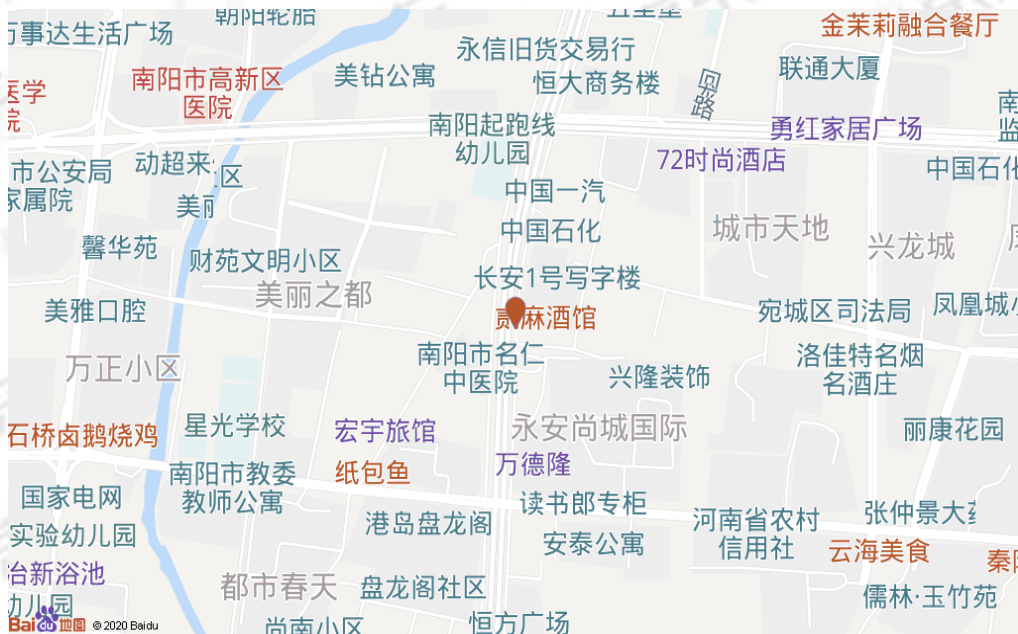 朝阳轮胎
五星堡
万事达生活广场
金茉莉融合餐厅
永信旧货交易行
联通大厦
美钻公寓
恒大商务楼
南阳市高新区
医院
回龙路
医学
院
南
监
南阳起跑线
幼儿园
勇红家居广场
72时尚酒店
动超来
区
市公安局
家属院
中国石化
中国一汽
美丽
中国石化
城市天地
兴龙城
馨华苑
财苑文明小区
长安1号写字楼
美丽之都
美雅口腔
宛城区司法局
凤凰城小
麻酒馆
南阳市名仁
中医院
洛佳特名烟
名酒庄
万正小区
兴隆装饰
石桥卤鹅烧鸡
星光学校
宏宇旅馆
永安尚城国际
丽康花园
万德隆
南阳市教委
教师公寓
纸包鱼
国家电网
读书郎专柜
港岛盘龙阁
河南省农村
信用社
张仲景大药
实验幼儿园
安泰公寓
云海美食
秦
治新浴池
都市春天
盘龙阁社区
儒林·玉竹苑
幼儿园
恒方广场
尚南小区
Bai du 地图 © 2020 Baidu